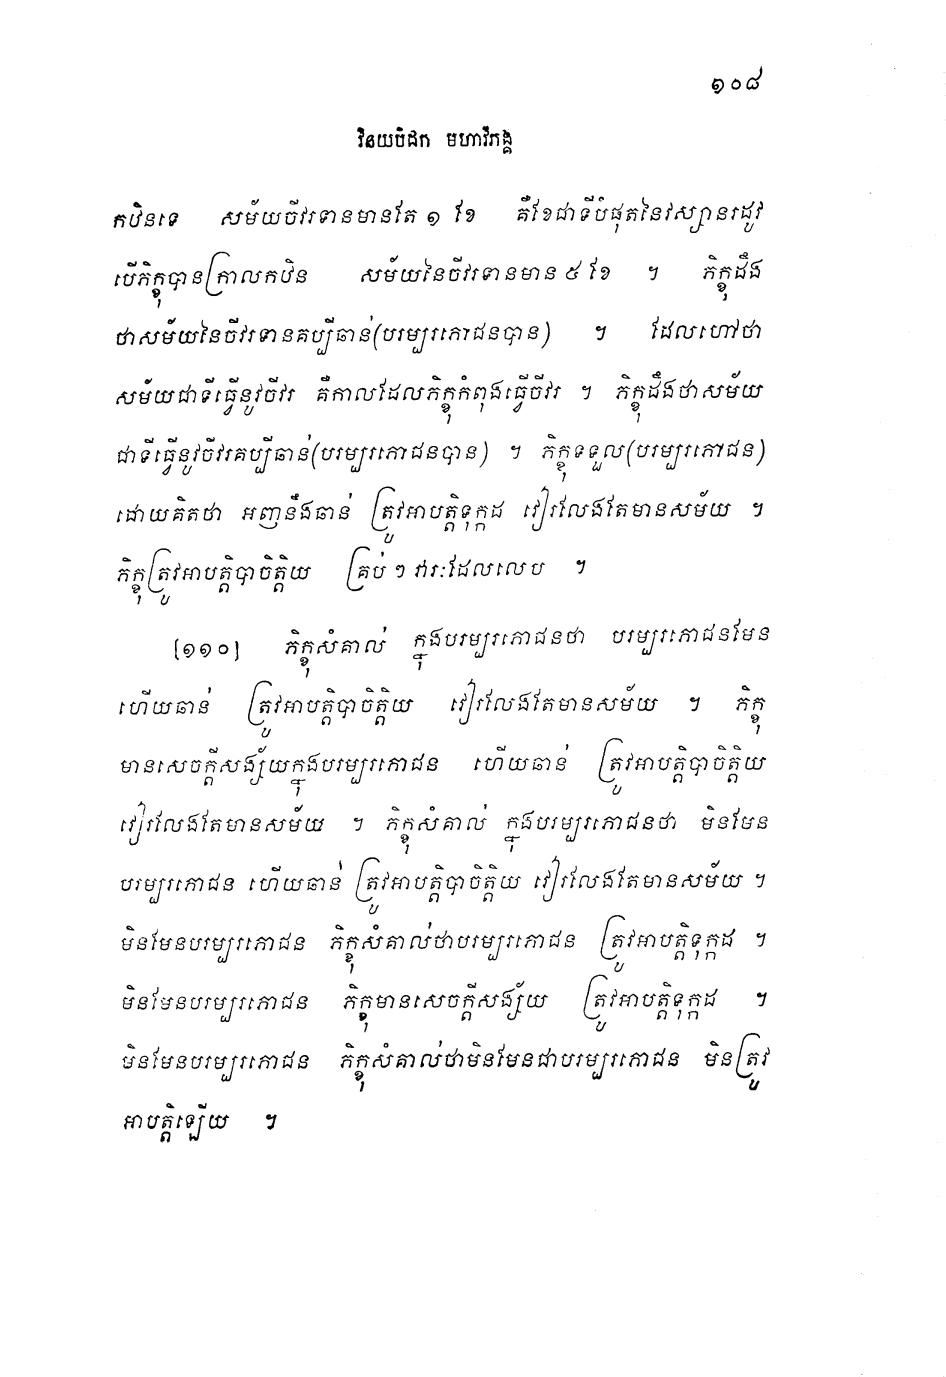 ១០៨
វិនយបិដក មហាវិភង្គ
កឋិនទេ សម័យចីវរទានមានតែ ១ ខែ គឺខែជាទីបំផុតនៃវស្សានរដូវ
បើភិក្ខុបានក្រាលកឋិន សម័យនៃចីវរទានមាន ៥ ខែ ។ ភិក្ខុដឹង
ថាសម័យនៃចីវរទានគប្បីឆាន់(បរម្បរភោជនបាន) ។ ដែលហៅថា
សម័យជាទីធ្វើនូវចីវរ គឺកាលដែលភិក្ខុកំពុងធ្វើចីវរ ។ ភិក្ខុដឹងថាសម័យ
ជាទីធ្វើនូវចីវរគប្បីឆាន់(បរម្បរភោជនបាន) ។ ភិក្ខុទទួល(បរម្បរភោជន)
ដោយគិតថា អញនឹងឆាន់ ត្រូវអាបត្តិទុក្កដ វៀរលែងតែមានសម័យ ។
ភិក្ខុត្រូវអាបត្តិបាចិត្តិយ គ្រប់ ៗ វារៈដែលលេប ។
[១១០] ភិក្ខុសំគាល់ ក្នុងបរម្បរភោជនថា បរម្បរភោជនមែន
ហើយឆាន់ ត្រូវអាបត្តិបាចិត្តិយ វៀរលែងតែមានសម័យ ។ ភិក្ខុ
មានសេចក្តីសង្ស័យក្នុងបរម្បរភោជន ហើយឆាន់ ត្រូវអាបត្តិបាចិត្តិយ
វៀរលែងតែមានសម័យ ។ ភិក្ខុសំគាល់ ក្នុងបរម្បរភោជនថា មិនមែន
បរម្បរភោជន ហើយឆាន់ ត្រូវអាបត្តិបាចិត្តិយ វៀរលែងតែមានសម័យ ។
មិនមែនបរម្បរភោជន ភិក្ខុសំគាល់ថាបរម្បរភោជន ត្រូវអាបត្តិទុក្កដ ។
មិនមែនបរម្បរភោជន ភិក្ខុមានសេចក្តីសង្ស័យ ត្រូវអាបត្តិទុក្កដ ។
មិនមែនបរម្បរភោជន ភិក្ខុសំគាល់ថាមិនមែនជាបរម្បរភោជន មិនត្រូវ
អាបត្តិឡើយ ។